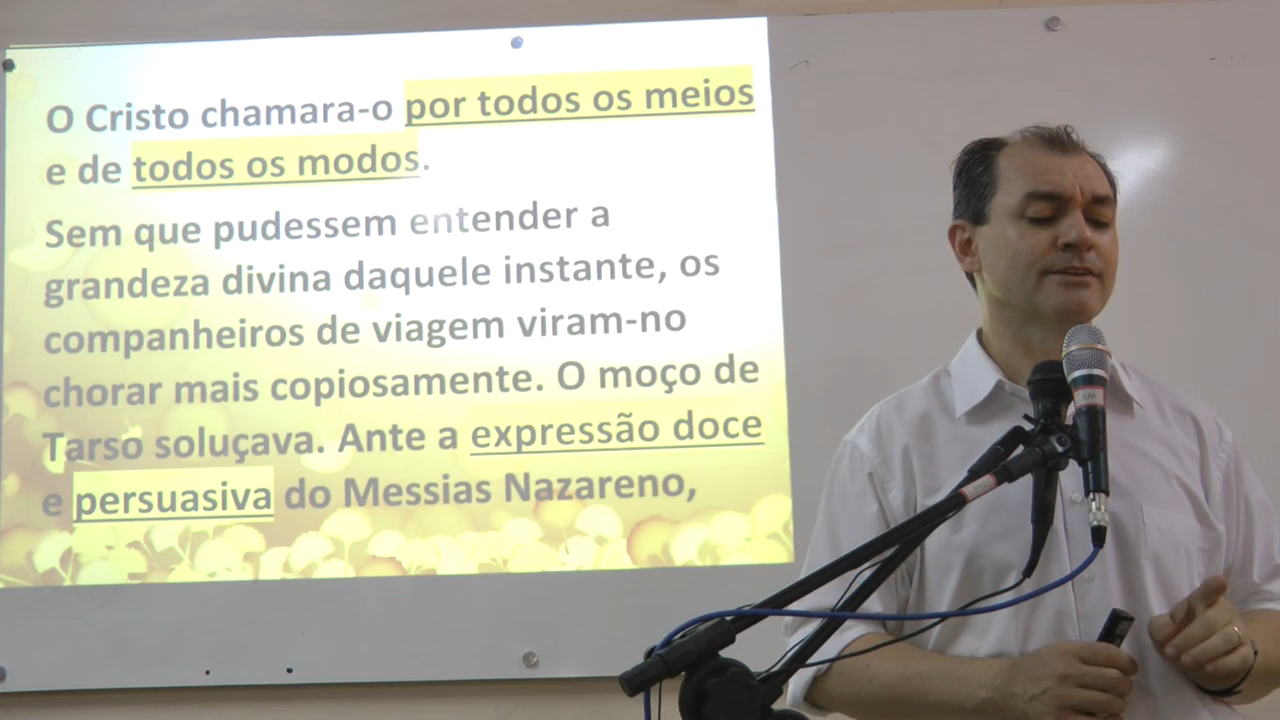 O Cristo chamara-o por todos os meios
e de todos os modos.
Sem que pudessem entender a
grandeza divina daquele instante, os
companheiros de viagem viram-no
chorar mais copiosamente. O moço de
Tarso soluçava. Ante a expressão doce
e persuasiva do Messias Nazareno,